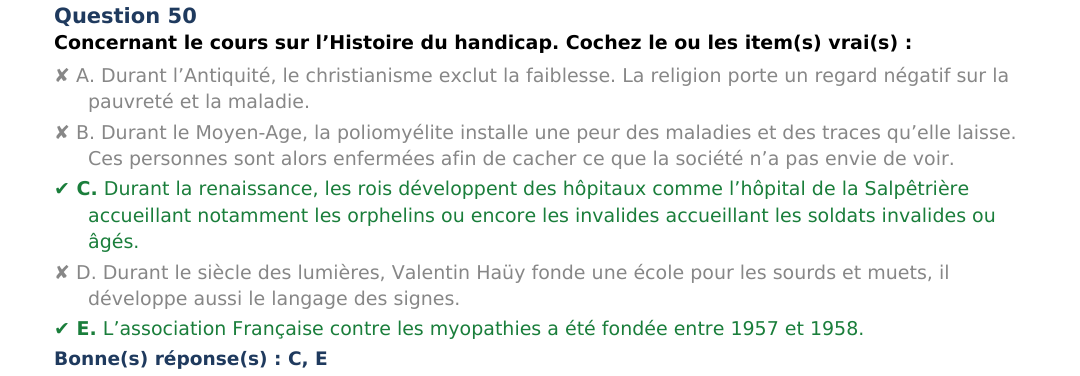 Question 50
Concernant le cours sur l’Histoire du handicap. Cochez le ou les item(s) vrai(s) :
✘ A. Durant l’Antiquité, le christianisme exclut la faiblesse. La religion porte un regard négatif sur la
pauvreté et la maladie.
✘ B. Durant le Moyen-Age, la poliomyélite installe une peur des maladies et des traces qu’elle laisse.
Ces personnes sont alors enfermées afin de cacher ce que la société n’a pas envie de voir.
✔ C. Durant la renaissance, les rois développent des hôpitaux comme l’hôpital de la Salpêtrière
accueillant notamment les orphelins ou encore les invalides accueillant les soldats invalides ou
âgés.
✘ D. Durant le siècle des lumières, Valentin Haüy fonde une école pour les sourds et muets, il
développe aussi le langage des signes.
✔ E. L’association Française contre les myopathies a été fondée entre 1957 et 1958.
Bonne(s) réponse(s) : C, E